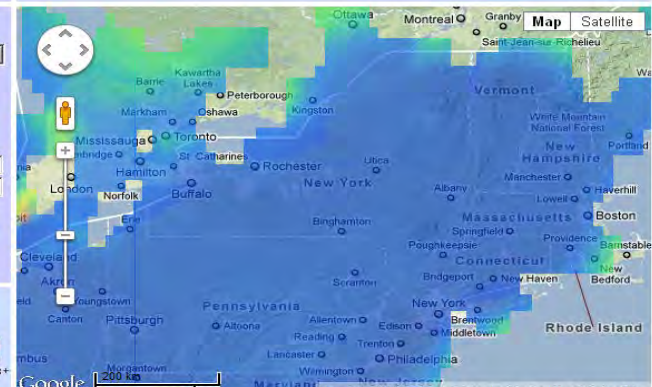 Ottawa
Montreal
Granby
Map
Satellite
Saint-Jean-sur-Richelieu
Kawartha
Lakes
Barrie
Peterborough
Vermont
Markham
Oshawa
Kingston
White Mountain
National Forest
Mississauga
Toronto
New
Hampshire
Portland
St Catharines
Hamilton
Rochester
Utica
London
Norfolk
Buffalo
New York
Albany
Manchester
Haverhill
Lowell
Erie
Binghamton
Massachusetts
Boston
Springfield
Poughkeepsie
Providence
Barnstable
Cleveland
Connecticut
New
Bedford
Akron
Scranton
Bridgeport
New Haven
Youngstown
Pennsylvania
New York
Canton
Pittsburgh
Altoona
Allentown
Edison
Brentwood
Middletown
Rhode Island
Reading
Trenton
Lancaster
Philadelphia
Morgantown
Wilmington
Google
200 km
Maryland
New Jersey